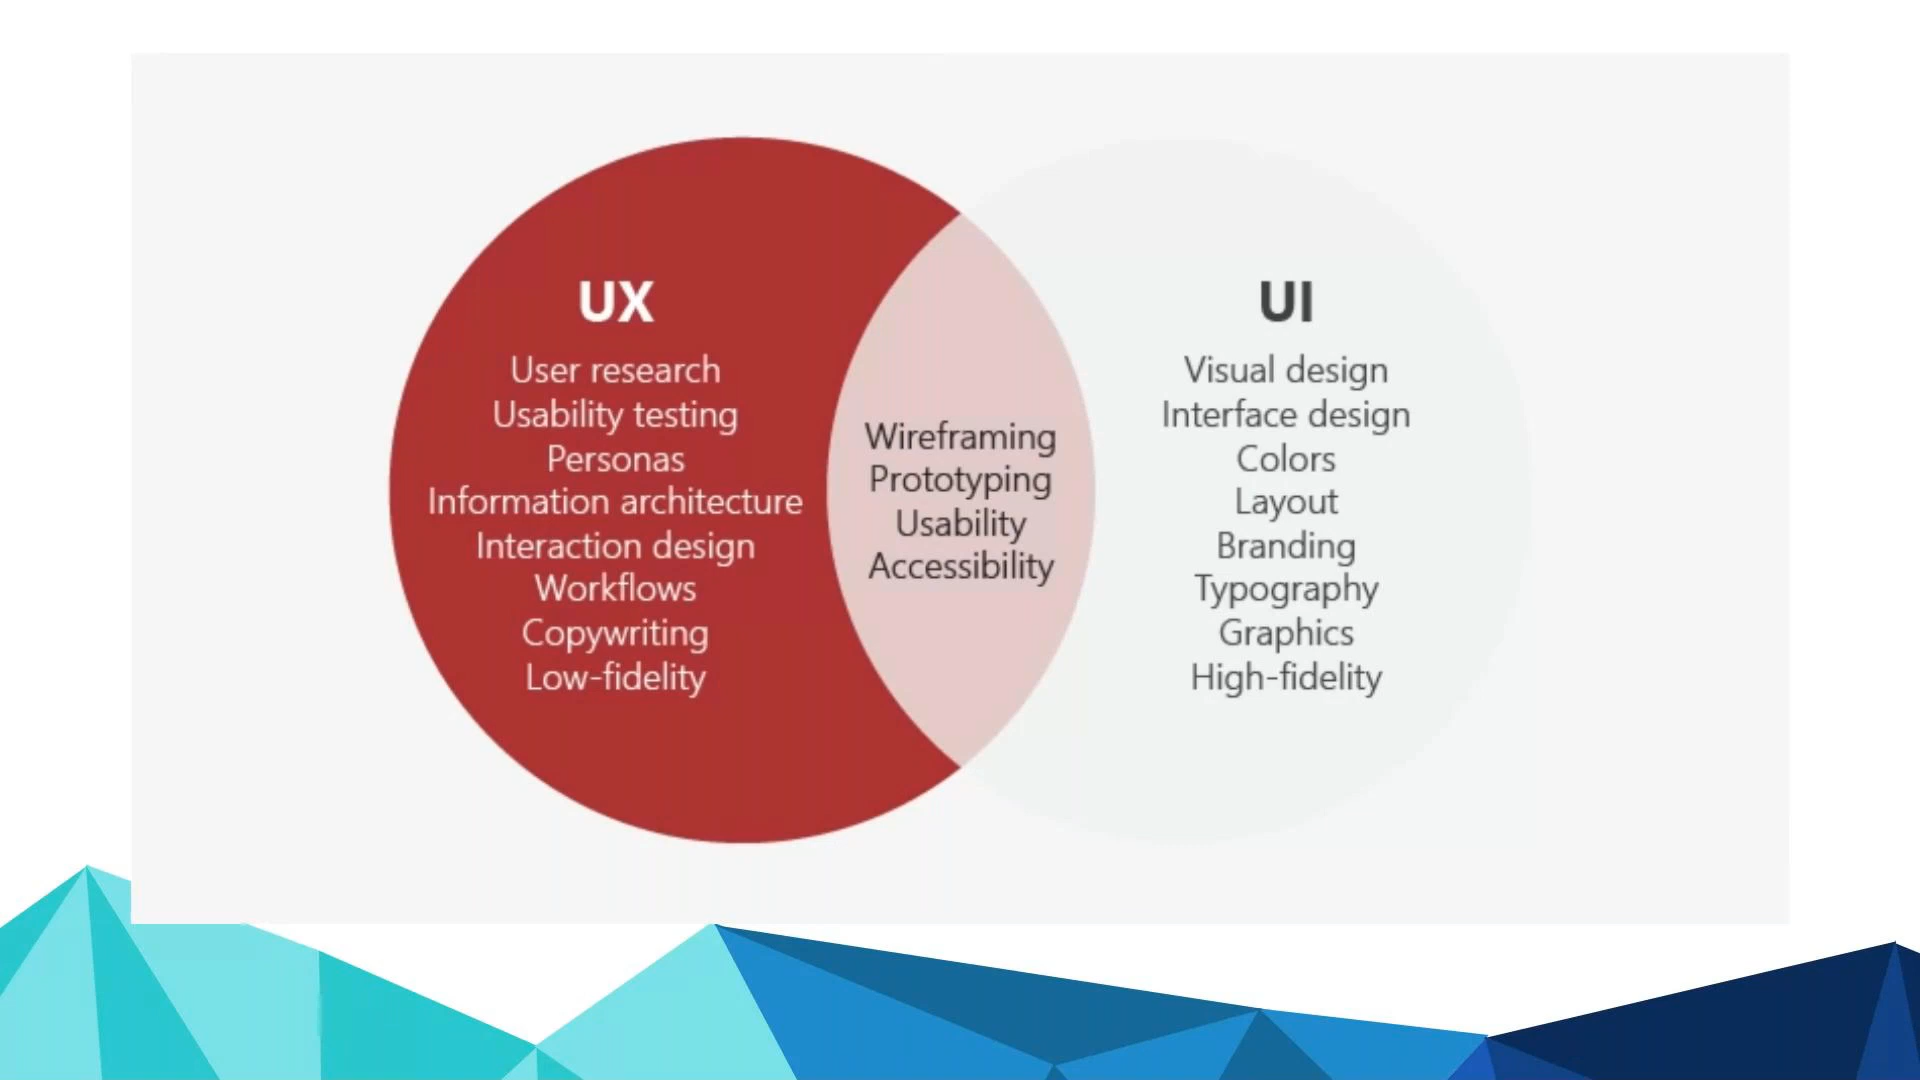 UX
User research
Usability testing
Personas
Information architecture
Interaction design
Workflows
Copywriting
Low-fidelity
Wireframing
Prototyping
Usability
Accessibility
UI
Visual design
Interface design
Colors
Layout
Branding
Typography
Graphics
High-fidelity